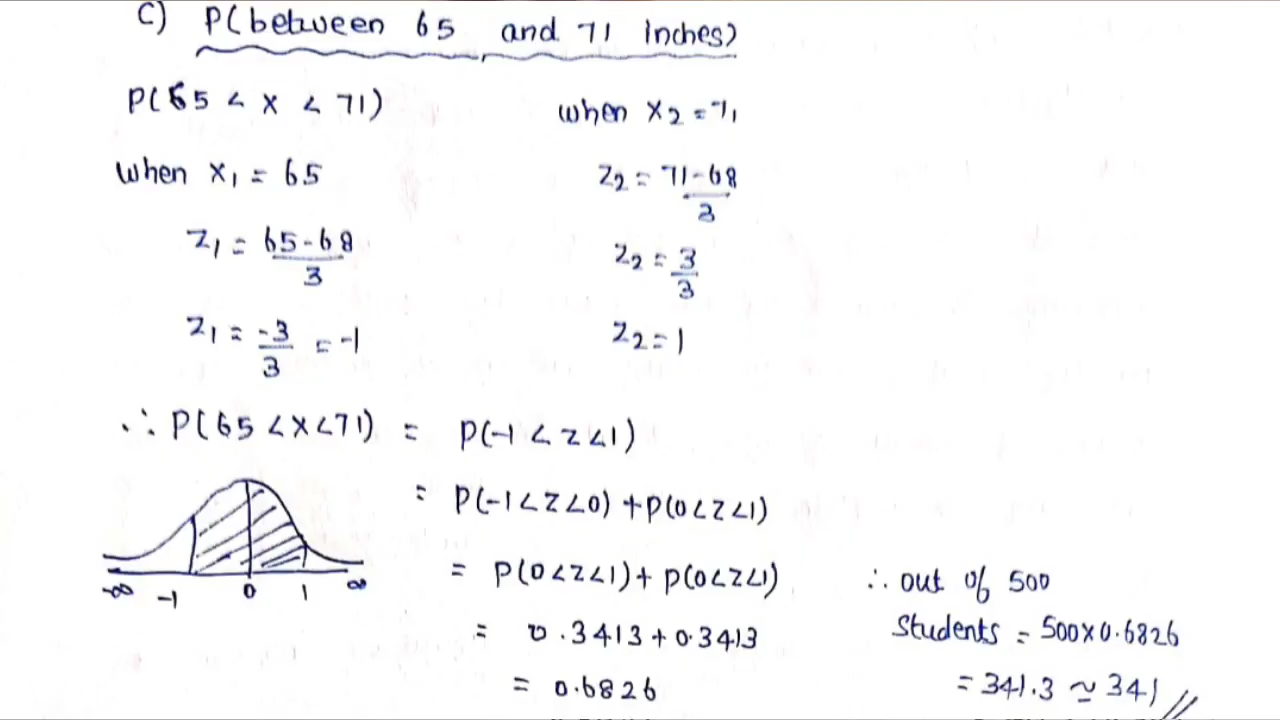 c) P(between 65 and 71 inches)
P(65 < x < 71)
when x₁ = 65
z₁ = (65-68)/3
z₁ = -3/3 = -1
when x₂ = 71
z₂ = (71-68)/3
z₂ = 3/3
z₂ = 1
∴ P(65 < x < 71) = P(-1 < z < 1)
= P(-1 < z < 0) + P(0 < z < 1)
= P(0 < z < 1) + P(0 < z < 1)
= 0.3413 + 0.3413
= 0.6826
-∞ -1 0 1 ∞
∴ out of 500
students = 500 x 0.6826
= 341.3 ≃ 341 //